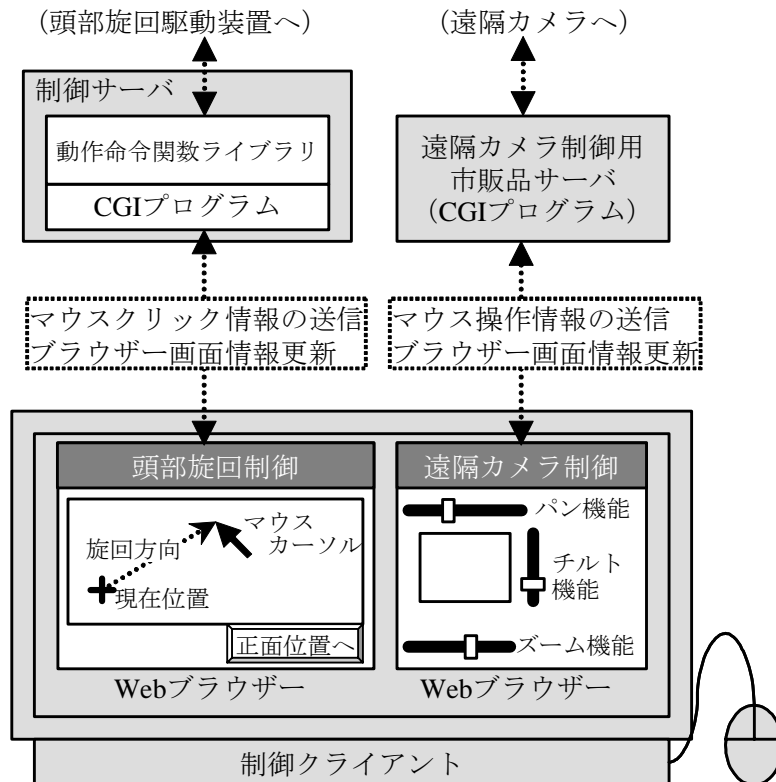 (頭部旋回駆動装置へ)
(遠隔カメラへ)
制御サーバ
動作命令関数ライブラリ
CGIプログラム
遠隔カメラ制御用
市販品サーバ
(CGIプログラム)
マウスクリック情報の送信
ブラウザー画面情報更新
マウス操作情報の送信
ブラウザー画面情報更新
頭部旋回制御
マウス
カーソル
旋回方向
現在位置
正面位置へ
Webブラウザー
遠隔カメラ制御
パン機能
チルト
機能
ズーム機能
Webブラウザー
制御クライアント